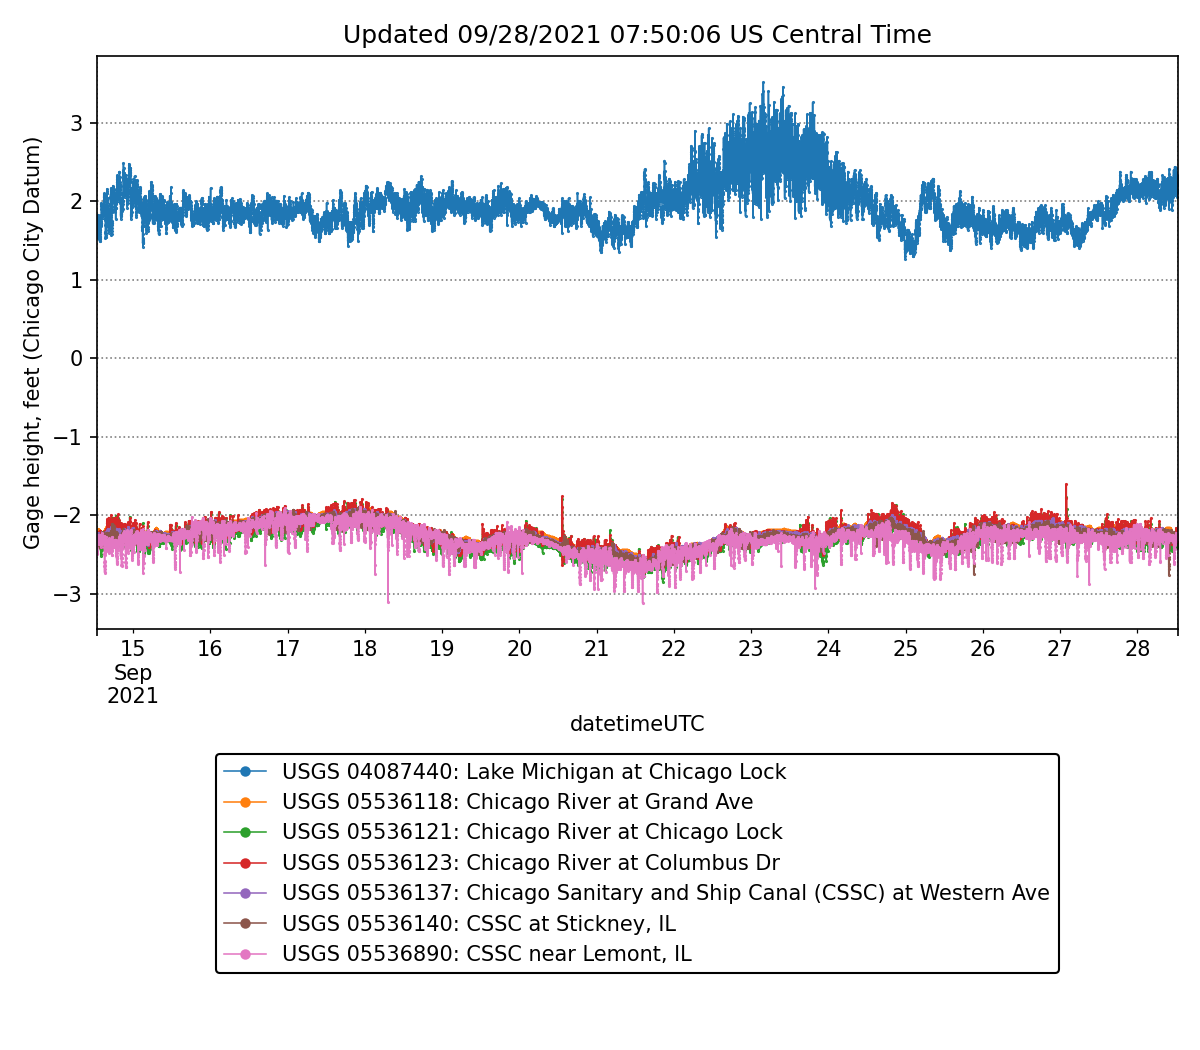 Updated 09/28/2021 07:50:06 US Central Time
Gage height, feet (Chicago City Datum)
3
2
1
0
−1
−2
−3
15 16 17 18 19 20 21 22 23 24 25 26 27 28
Sep
2021
datetimeUTC
USGS 04087440: Lake Michigan at Chicago Lock
USGS 05536118: Chicago River at Grand Ave
USGS 05536121: Chicago River at Chicago Lock
USGS 05536123: Chicago River at Columbus Dr
USGS 05536137: Chicago Sanitary and Ship Canal (CSSC) at Western Ave
USGS 05536140: CSSC at Stickney, IL
USGS 05536890: CSSC near Lemont, IL